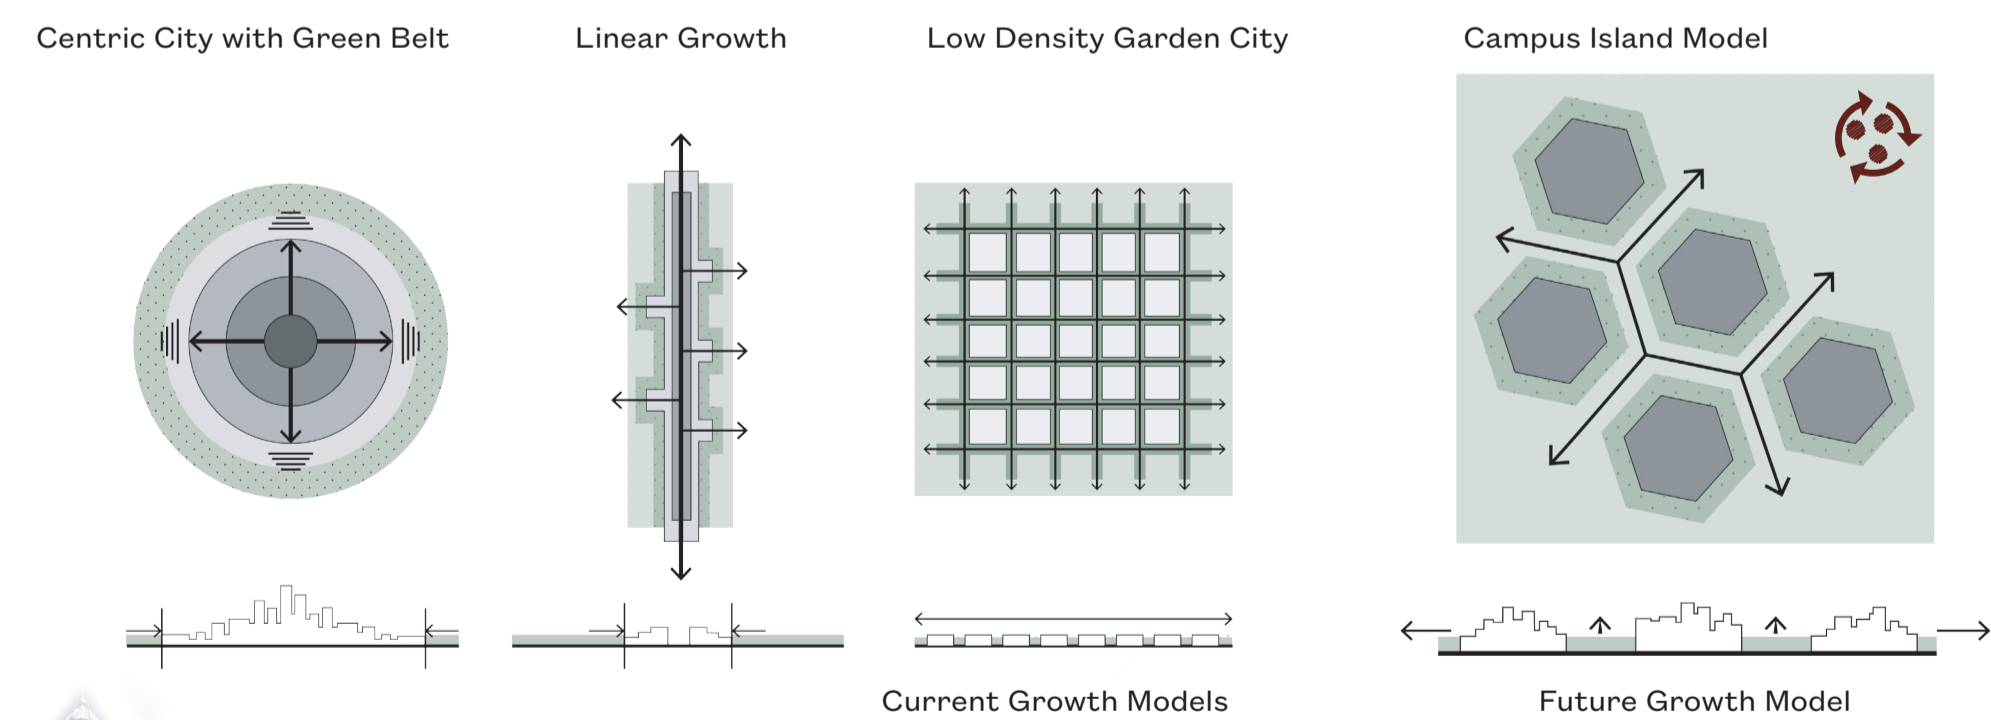 Centric City with Green Belt
Linear Growth
Low Density Garden City
Campus Island Model
Current Growth Models
Future Growth Model